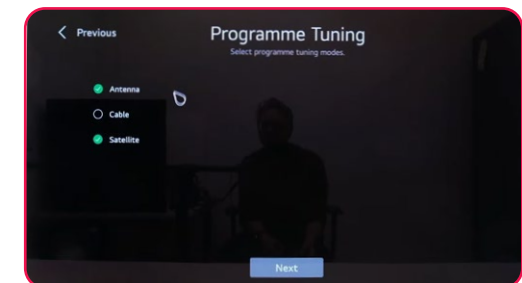 Previous
Programme Tuning
Select programme tuning modes.
Antenna
Cable
Satellite
Next